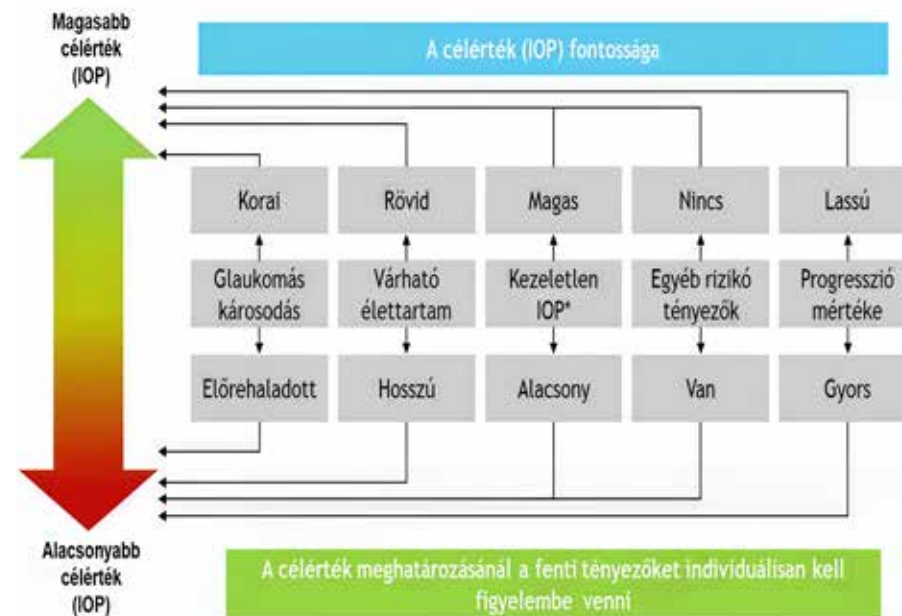 Magasabb
célérték
(IOP)
A célérték (IOP) fontossága
Korai
Rövid
Magas
Nincs
Lassú
Glaukomás
károsodás
Várható
élettartam
Kezeletlen
IOP*
Egyéb rizikó
tényezők
Progresszió
mértéke
Előrehaladott
Hosszú
Alacsony
Van
Gyors
Alacsonyabb
célérték
(IOP)
A célérték meghatározásánál a fenti tényezőket individuálisan kell
figyelembe venni